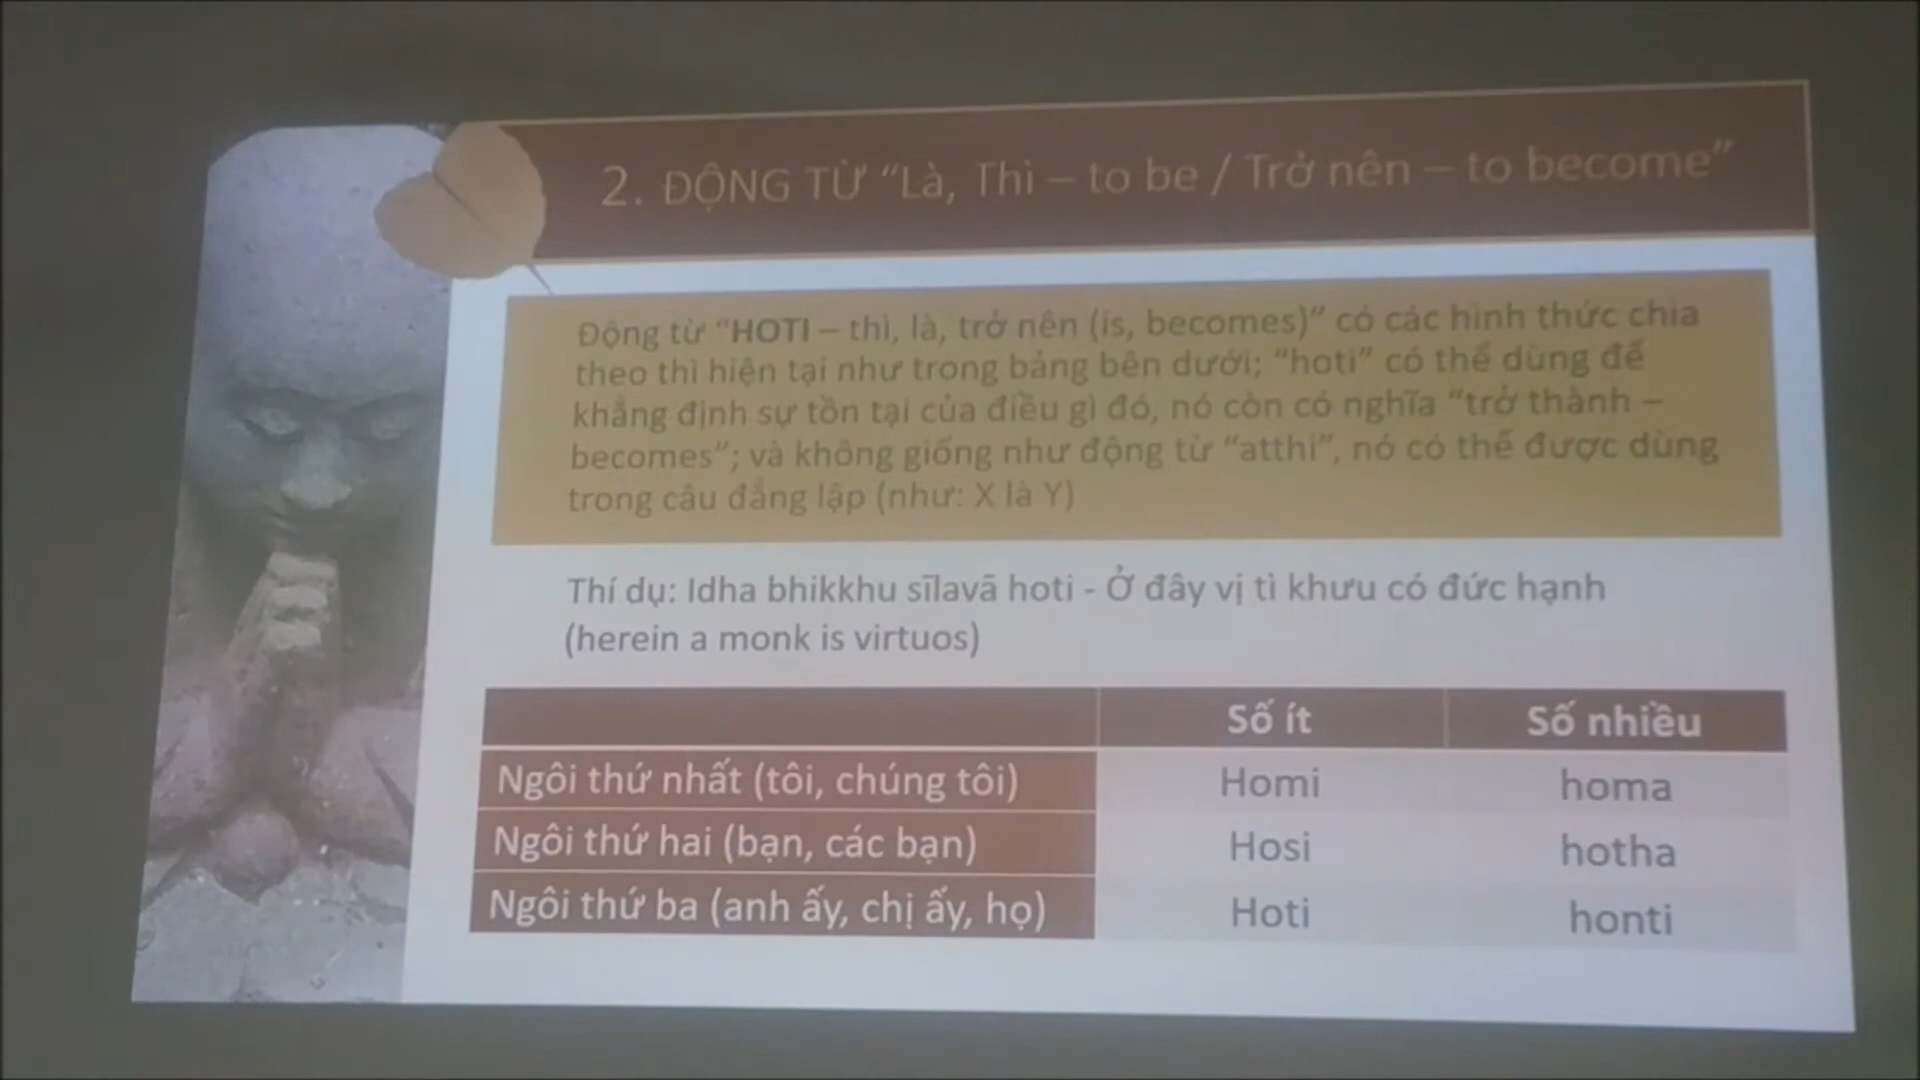 2. ĐỘNG TỪ “Là, Thì – to be / Trở nên – to become”
Động từ “HOTI – thì, là, trở nên (is, becomes)” có các hình thức chia
theo thì hiện tại như trong bảng bên dưới; “hoti” có thể dùng để
khẳng định sự tồn tại của điều gì đó, nó còn có nghĩa “trở thành –
becomes”; và không giống như động từ “atthi”, nó có thể được dùng
trong câu đẳng lập (như: X là Y)
Thí dụ: Idha bhikkhu sīlavā hoti - Ở đây vị tì khưu có đức hạnh
(herein a monk is virtuos)
Số ít Số nhiều
Ngôi thứ nhất (tôi, chúng tôi) Homi homa
Ngôi thứ hai (bạn, các bạn) Hosi hotha
Ngôi thứ ba (anh ấy, chị ấy, họ) Hoti honti